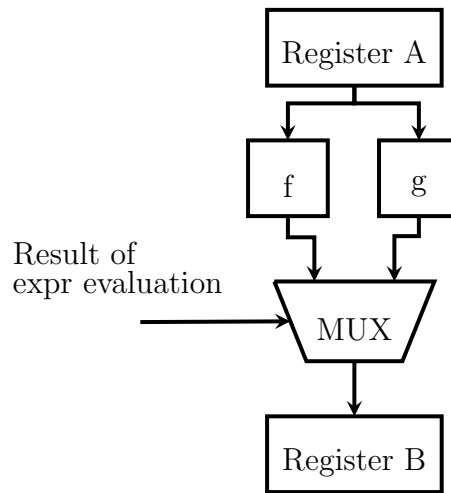 Register A
f
g
Result of
expr evaluation
MUX
Register B